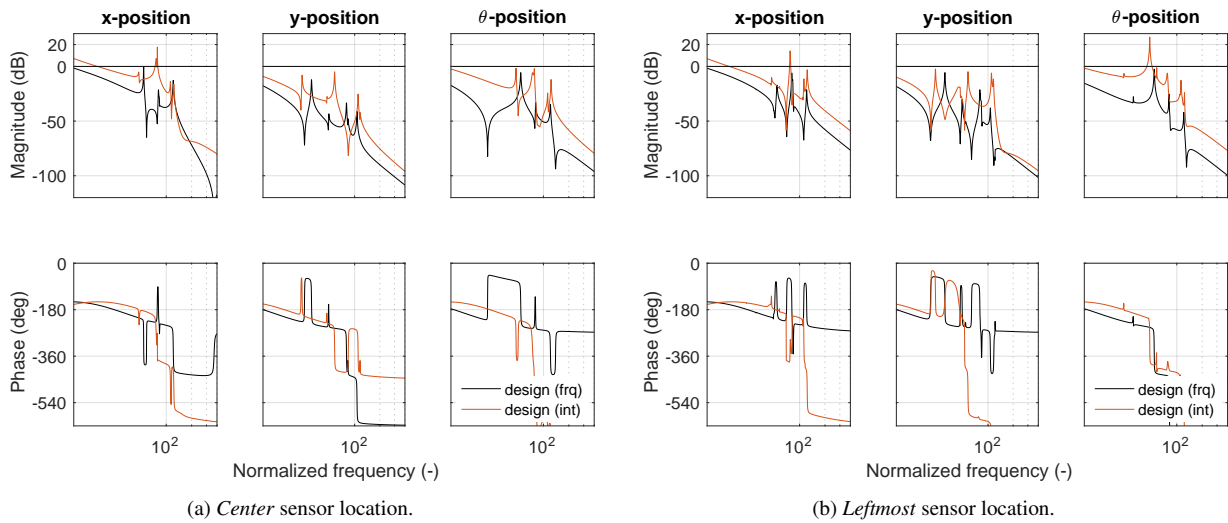 x-position
y-position
θ-position
Magnitude (dB)
20
0
-50
-100
Phase (deg)
0
-180
-360
-540
design (frq)
design (int)
10²
10²
10²
Normalized frequency (-)
(a) Center sensor location.
x-position
y-position
θ-position
Magnitude (dB)
20
0
-50
-100
Phase (deg)
0
-180
-360
-540
design (frq)
design (int)
10²
10²
10²
Normalized frequency (-)
(b) Leftmost sensor location.